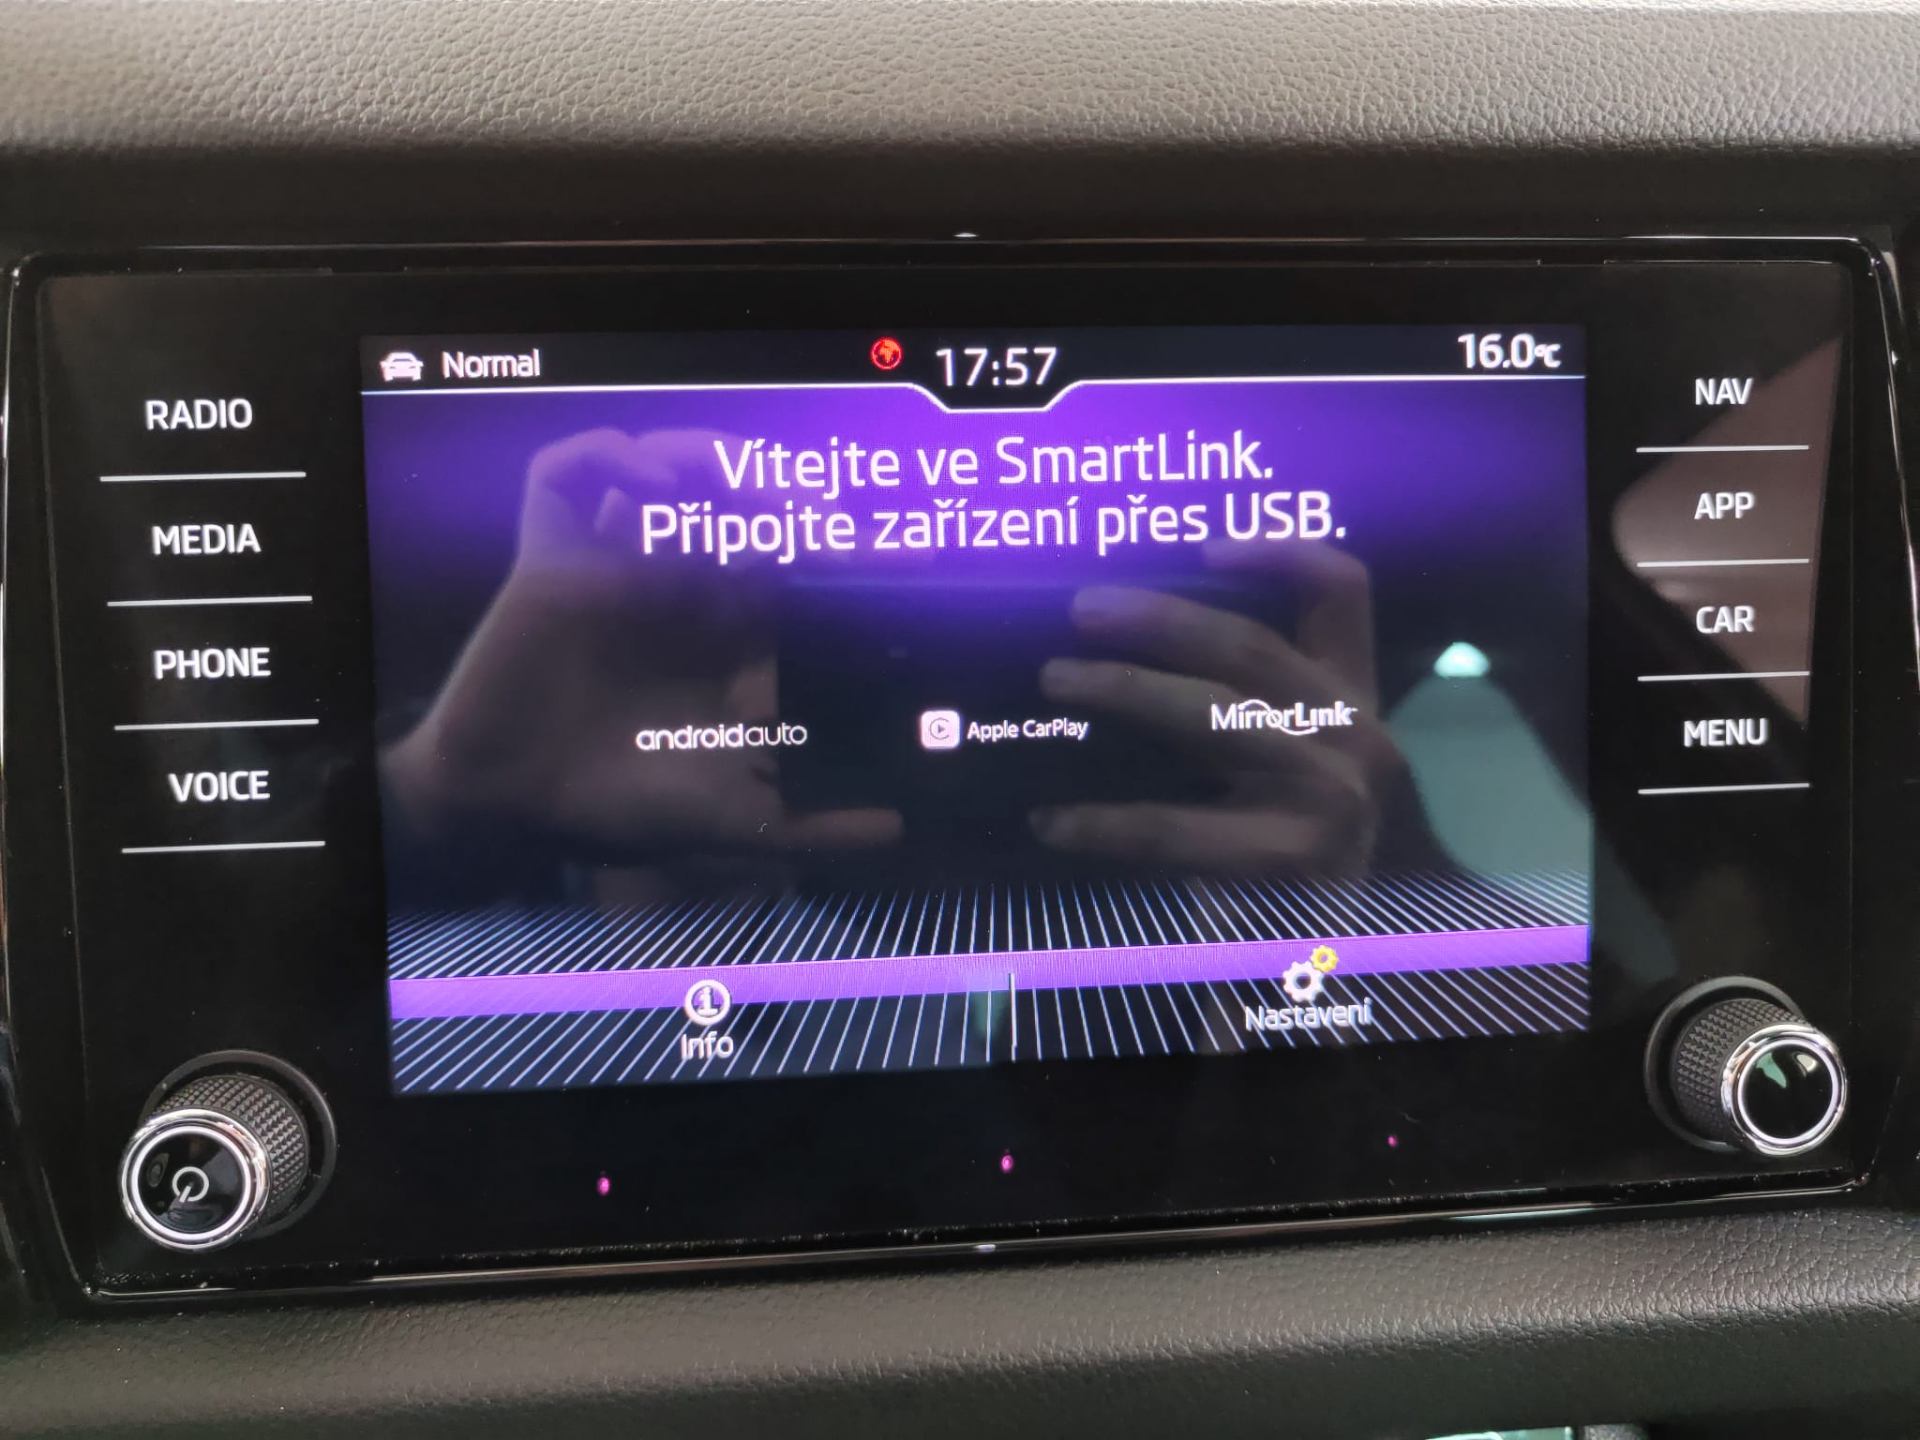 Normal
17:57
16.0°C
RADIO
MEDIA
PHONE
VOICE
Vítejte ve SmartLink.
Připojte zařízení přes USB.
androidauto
Apple CarPlay
MirrorLink
Info
Nastavení
NAV
APP
CAR
MENU